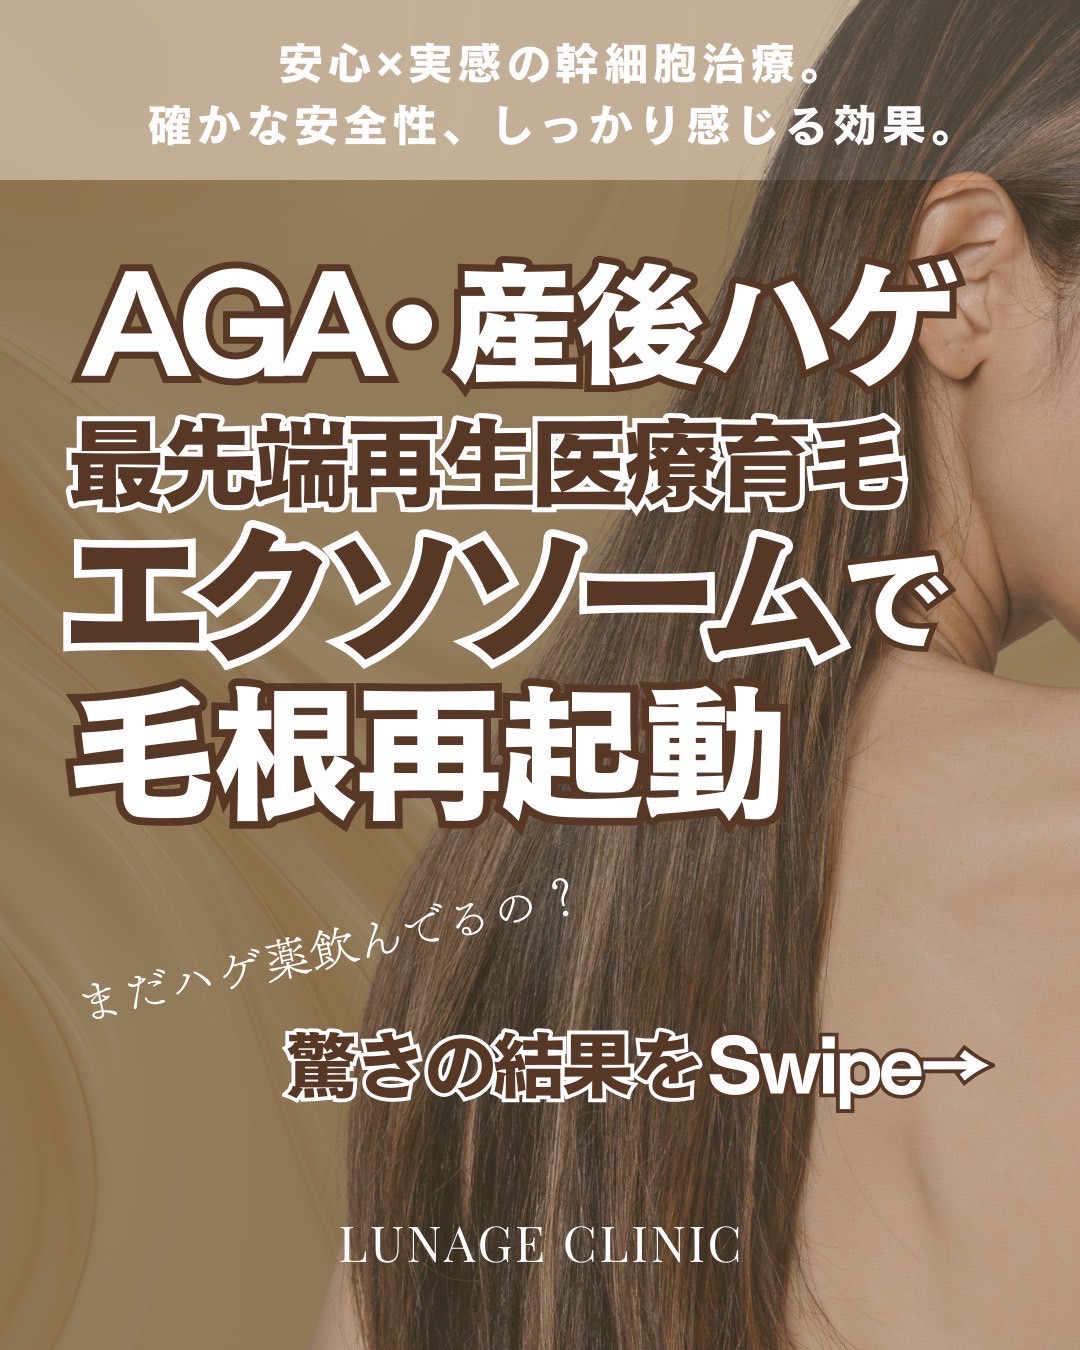 安心×実感の幹細胞治療。
確かな安全性、しっかり感じる効果。
AGA・産後ハゲ
最先端再生医療育毛
エクソソームで
毛根再起動
まだハゲ薬飲んでるの？
驚きの結果をSwipe→
LUNAGE CLINIC